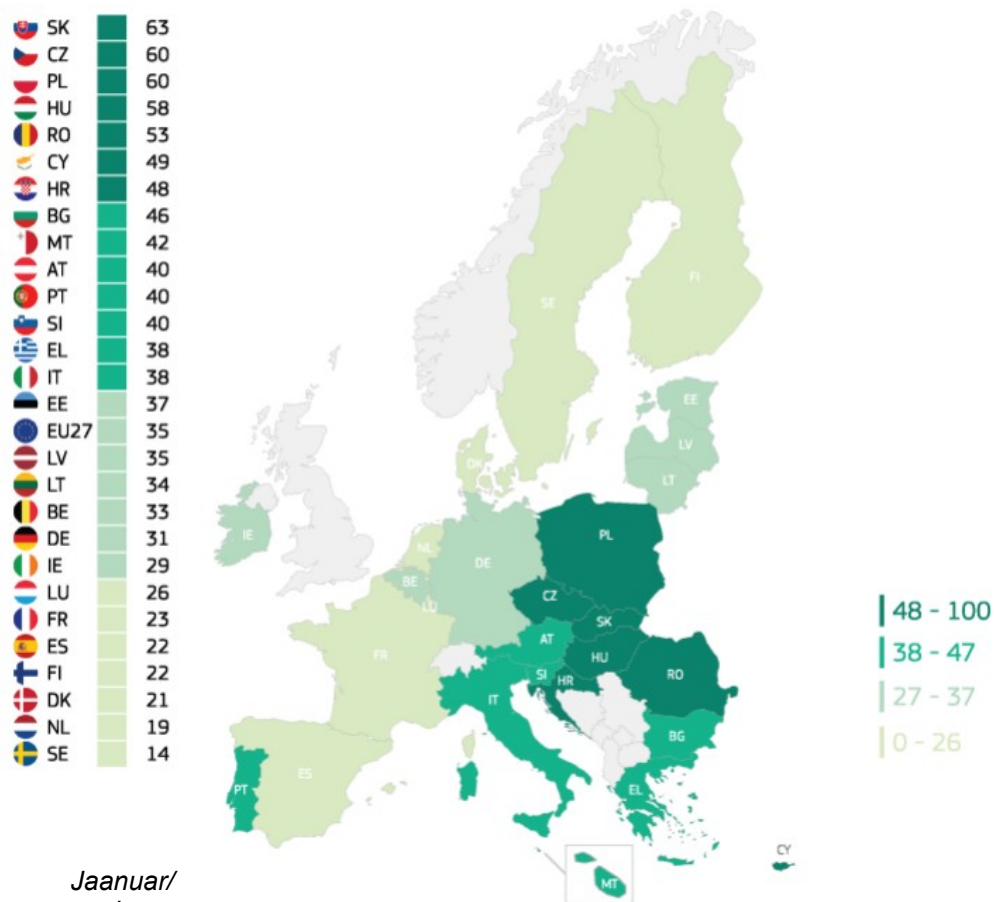 SK 63
CZ 60
PL 60
HU 58
RO 53
CY 49
HR 48
BG 46
MT 42
AT 40
PT 40
SI 40
EL 38
IT 38
EE 37
EU27 35
LV 35
LT 34
BE 33
DE 31
IE 29
LU 26
FR 23
ES 22
FI 22
DK 21
NL 19
SE 14
FI
SE
EE
LV
DK
LT
IE
PL
NL
DE
BE
CZ
LU
SK
AT
FR
HU
SI
HR
RO
IT
BG
ES
PT
EL
CY
MT
48 - 100
38 - 47
27 - 37
0 - 26
Jaanuar/